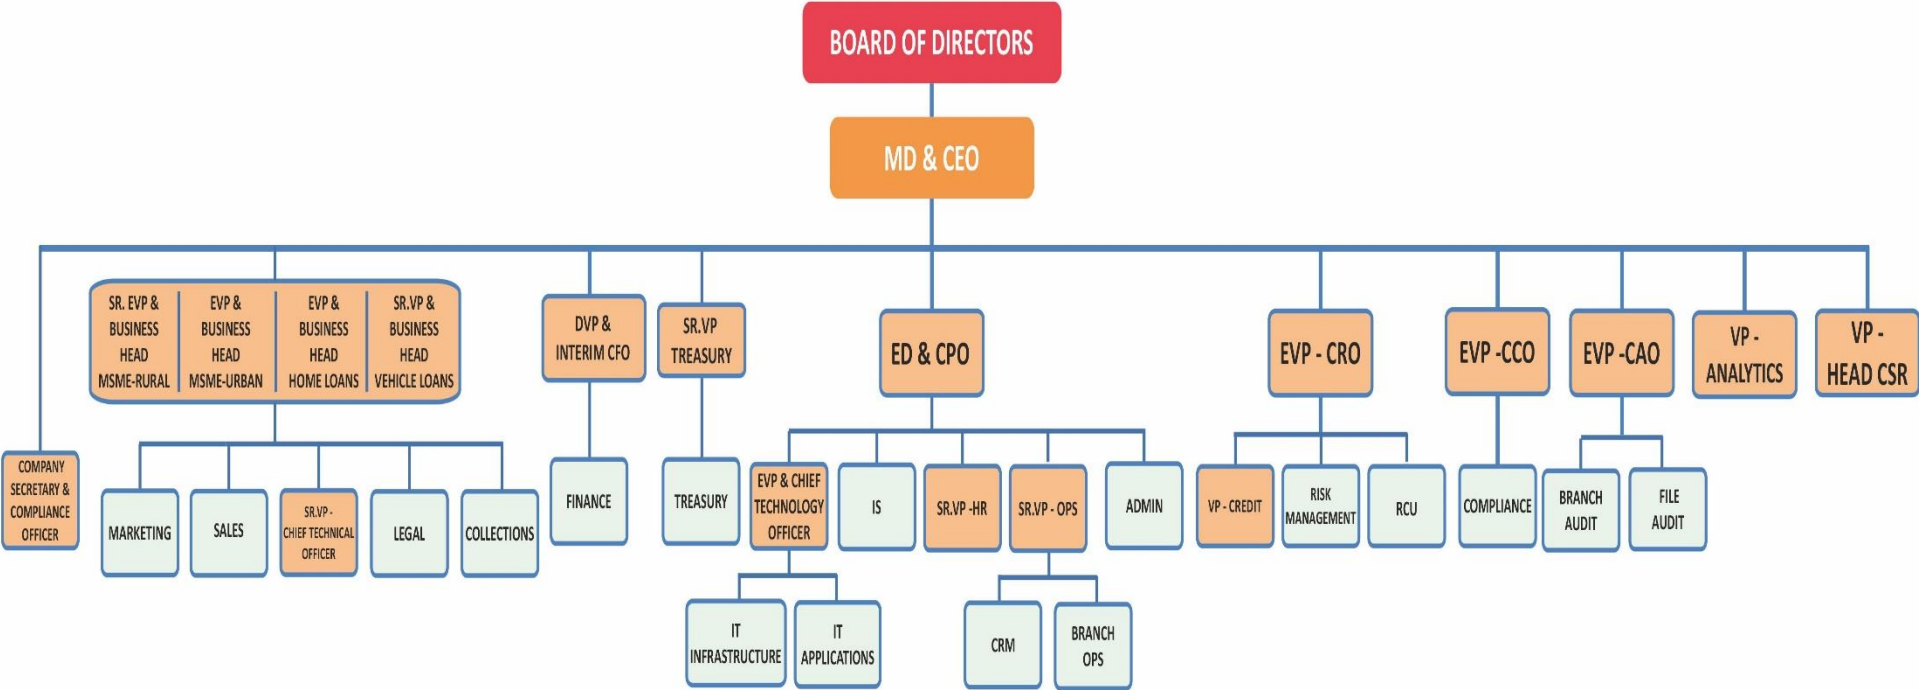 BOARD OF DIRECTORS
MD & CEO
SR. EVP &
BUSINESS
HEAD
MSME-RURAL
EVP &
BUSINESS
HEAD
MSME-URBAN
EVP &
BUSINESS
HEAD
HOME LOANS
SR.VP &
BUSINESS
HEAD
VEHICLE LOANS
DVP &
INTERIM CFO
SR.VP
TREASURY
ED & CPO
EVP - CRO
EVP -CCO
EVP -CAO
VP -
ANALYTICS
VP -
HEAD CSR
COMPANY
SECRETARY &
COMPLIANCE
OFFICER
MARKETING
SALES
SR.VP -
CHIEF TECHNICAL
OFFICER
LEGAL
COLLECTIONS
FINANCE
TREASURY
EVP & CHIEF
TECHNOLOGY
OFFICER
IS
SR.VP -HR
SR.VP - OPS
ADMIN
VP - CREDIT
RISK
MANAGEMENT
RCU
COMPLIANCE
BRANCH
AUDIT
FILE
AUDIT
IT
INFRASTRUCTURE
IT
APPLICATIONS
CRM
BRANCH
OPS